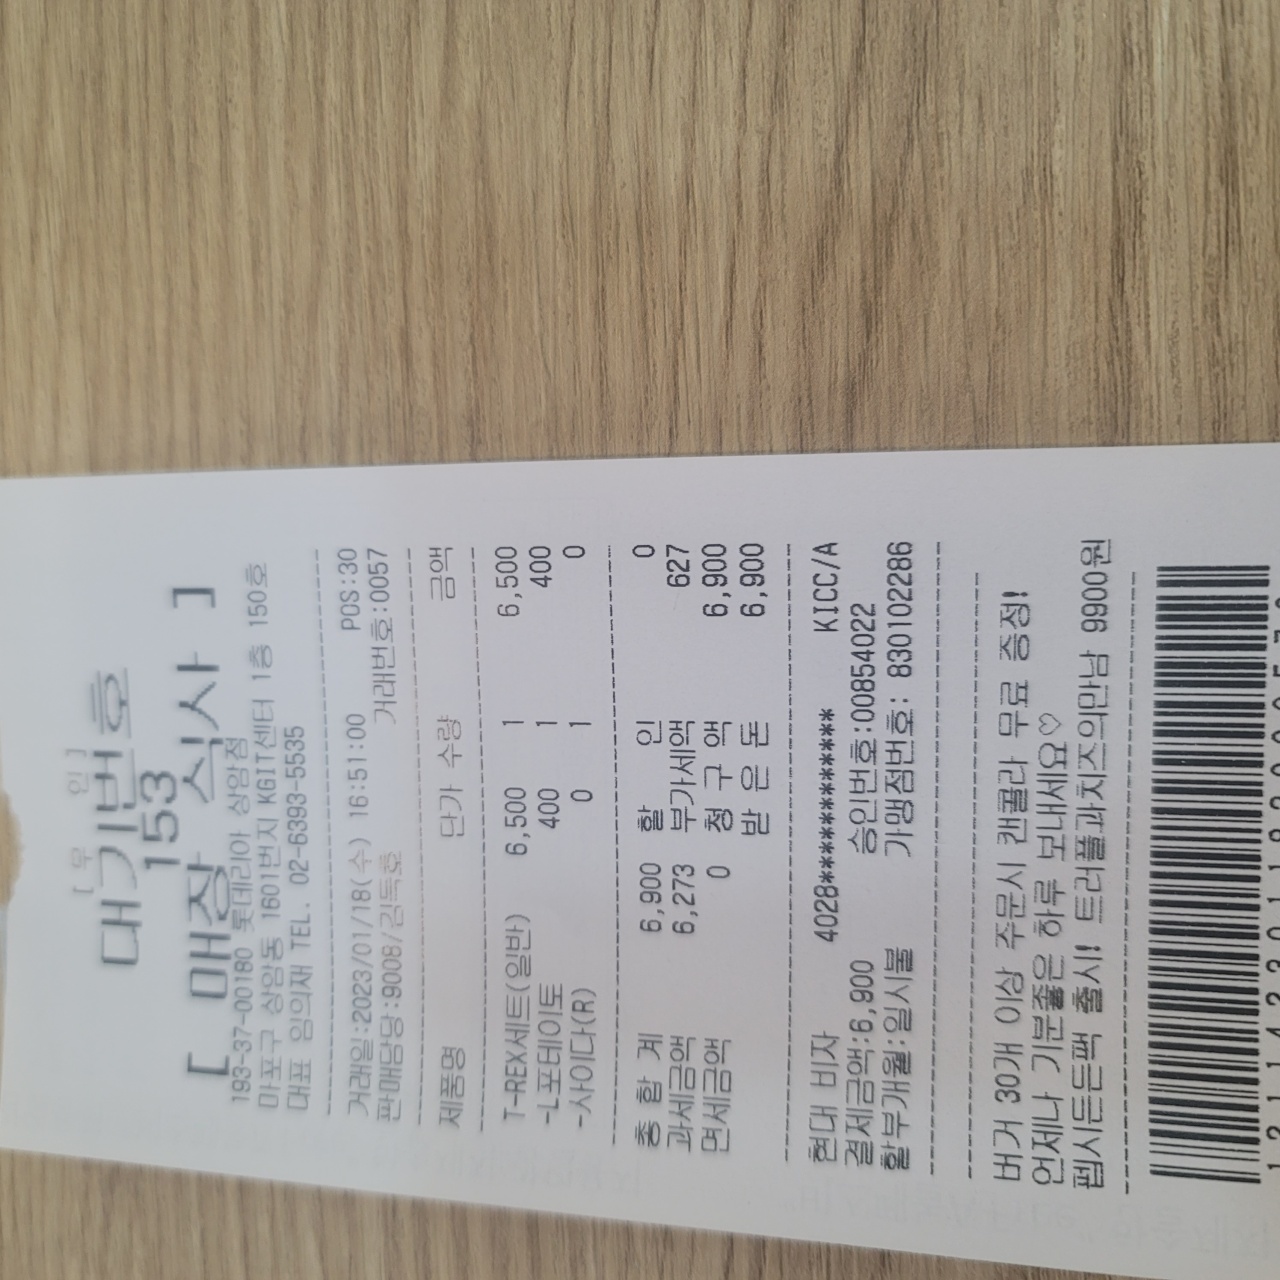 [ 무 인 ]
대기번호
153
[ 매장 식사 ]
193-37-00180 롯데리아 상암점
마포구 상암동 1601번지 KGIT센터 1층 150호
대표 임의재 TEL. 02-6393-5535
거래일:2023/01/18(수) 16:51:00 POS:30
판매담당:9008/김득호 거래번호:0057
제품명 단가 수량 금액
T-REX세트(일반) 6,500 1 6,500
-L포테이토 400 1 400
-사이다(R) 0 1 0
총 합 계 6,900 할 인 0
과세금액 6,273 부가세액 627
면세금액 0 청 구 액 6,900
받 은 돈 6,900
현대 비자 4028************ KICC/A
결제금액:6,900 승인번호:00854022
할부개월:일시불 가맹점번호: 830102286
버거 30개 이상 주문시 캔콜라 무료 증정!
언제나 기분좋은 하루 보내세요♡
펩시든든팩 출시! 트러플과치즈의만남 9900원